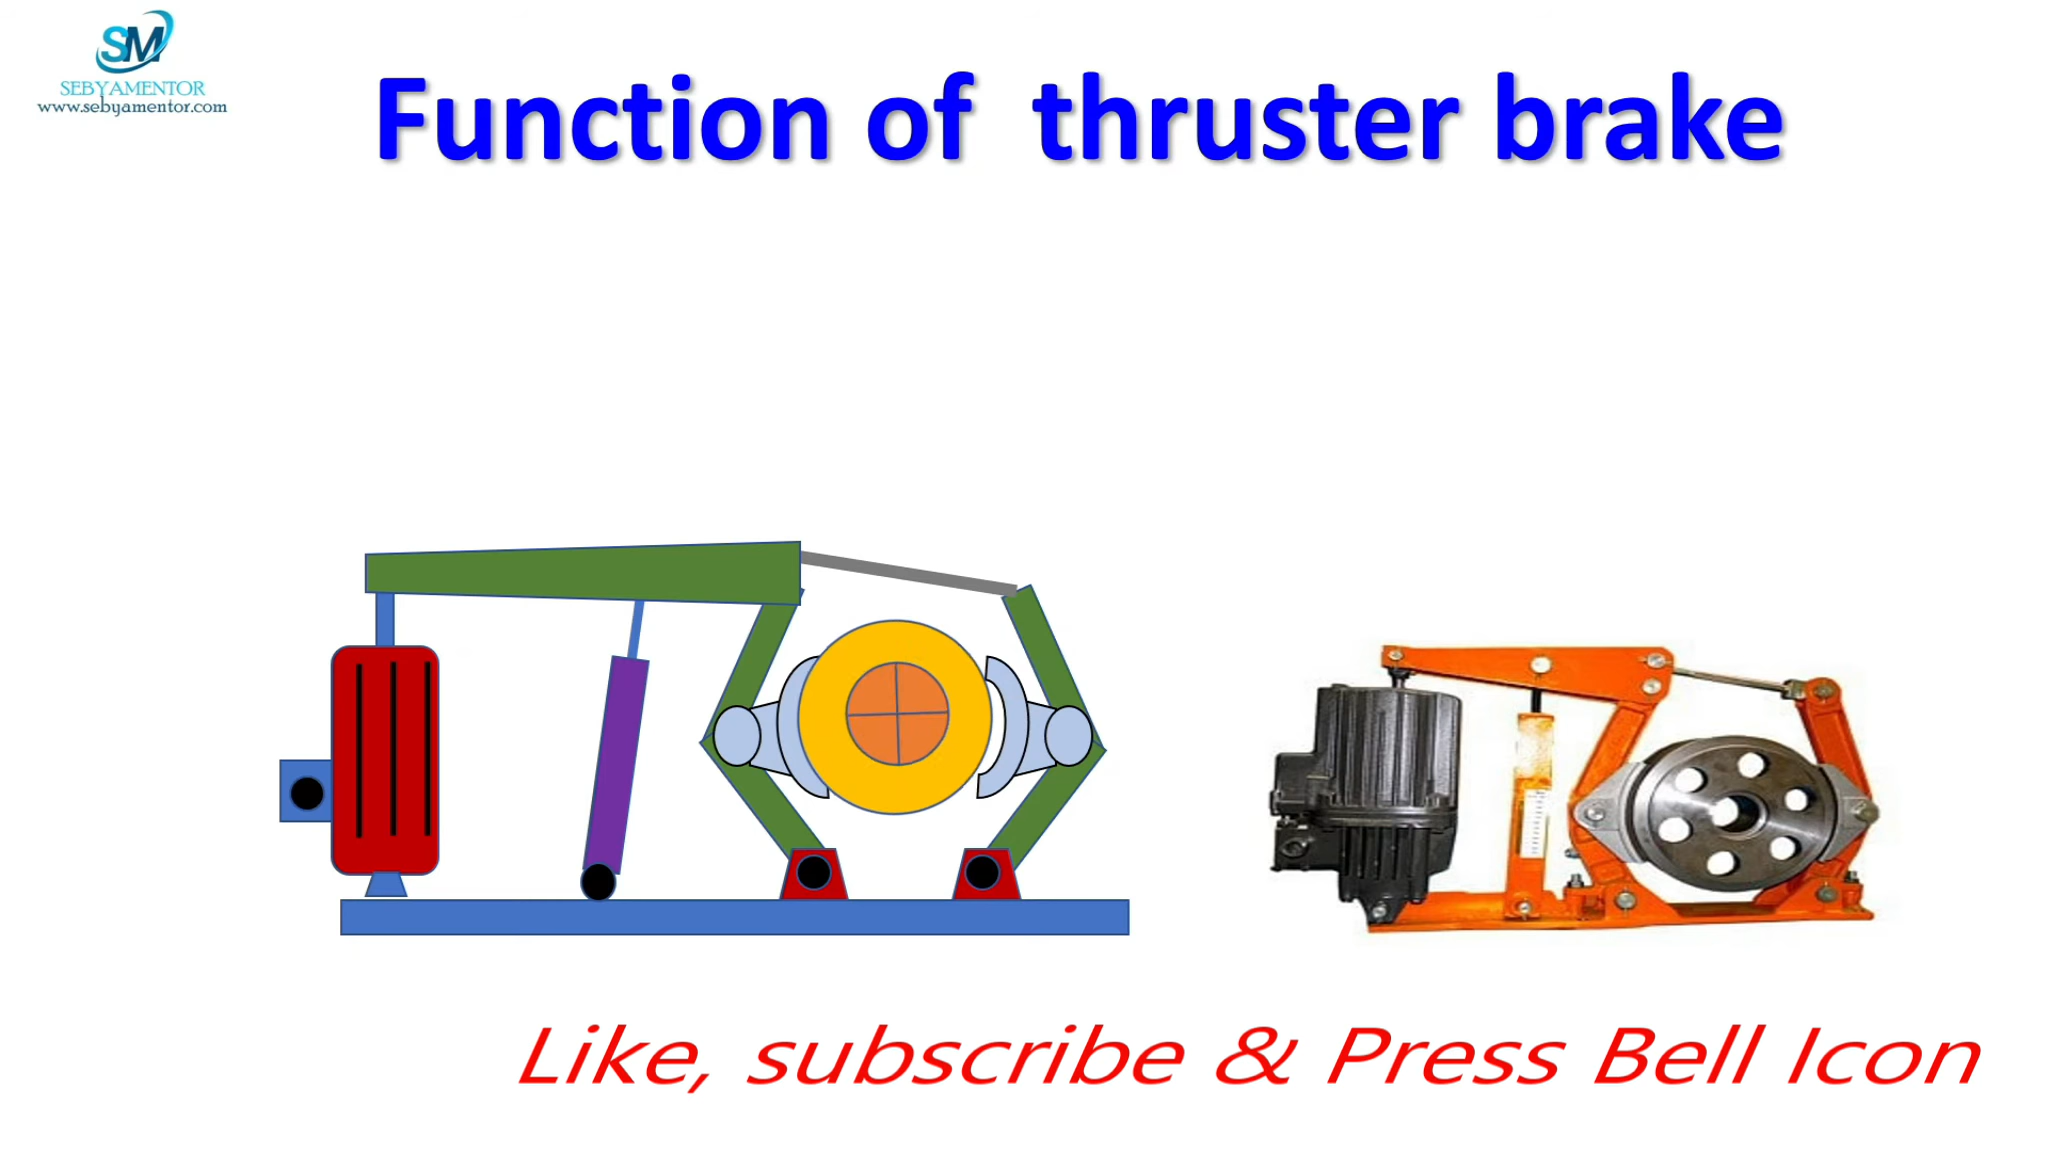 SM
SEBYAMENTOR
www.sebyamentor.com
Function of thruster brake
Like, subscribe & Press Bell Icon